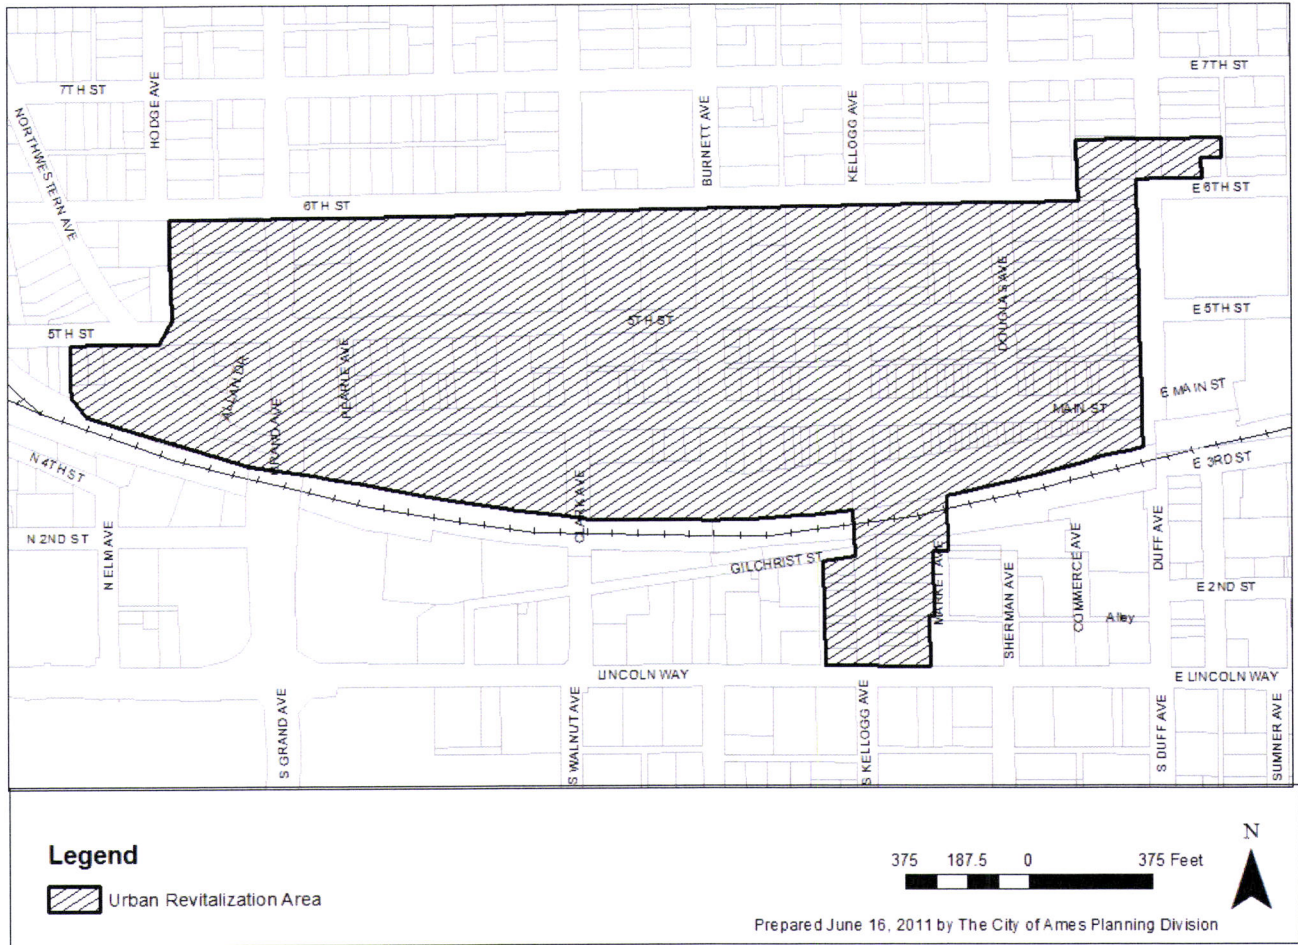 E 7TH ST
7TH ST
HODGE AVE
NORTHWESTERN AVE
BURNETT AVE
KELLOGG AVE
E 6TH ST
6TH ST
DOUGLAS AVE
E 5TH ST
5TH ST
5TH ST
PEARLE AVE
E MAIN ST
MAIN ST
N 4TH ST
E 3RD ST
CLARK AVE
N 2ND ST
N ELM AVE
GILCHRIST ST
MARKET AVE
SHERMAN AVE
COMMERCE AVE
DUFF AVE
E 2ND ST
Alley
LINCOLN WAY
E LINCOLN WAY
S GRAND AVE
S WALNUT AVE
S KELLOGG AVE
S DUFF AVE
SUMNER AVE
Legend
Urban Revitalization Area
N
375 187.5 0 375 Feet
Prepared June 16, 2011 by The City of Ames Planning Division